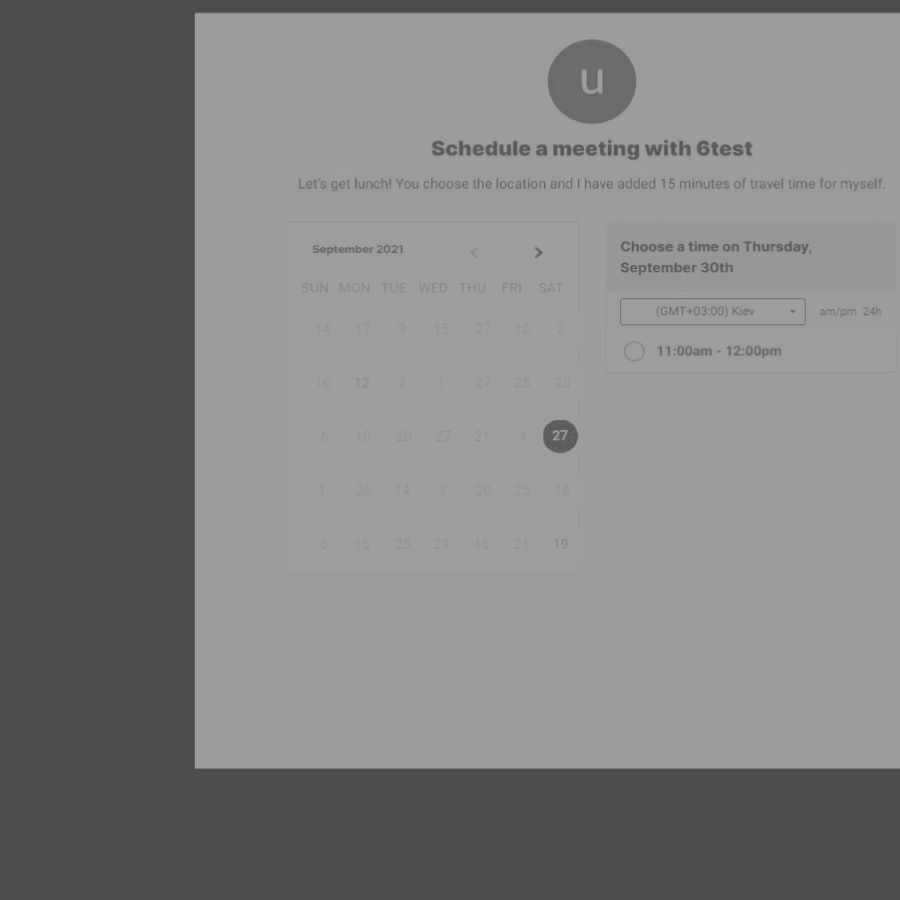 u
Schedule a meeting with 6test
Let's get lunch! You choose the location and I have added 15 minutes of travel time for myself.
September 2021
SUN MON TUE WED THU FRI SAT
14 17 9 15 27 10 2
16 12 2 1 27 25 20
6 10 20 27 21 4 27
1 26 14 3 20 25 18
6 15 25 29 16 21 19
Choose a time on Thursday,
September 30th
(GMT+03:00) Kiev am/pm 24h
11:00am - 12:00pm